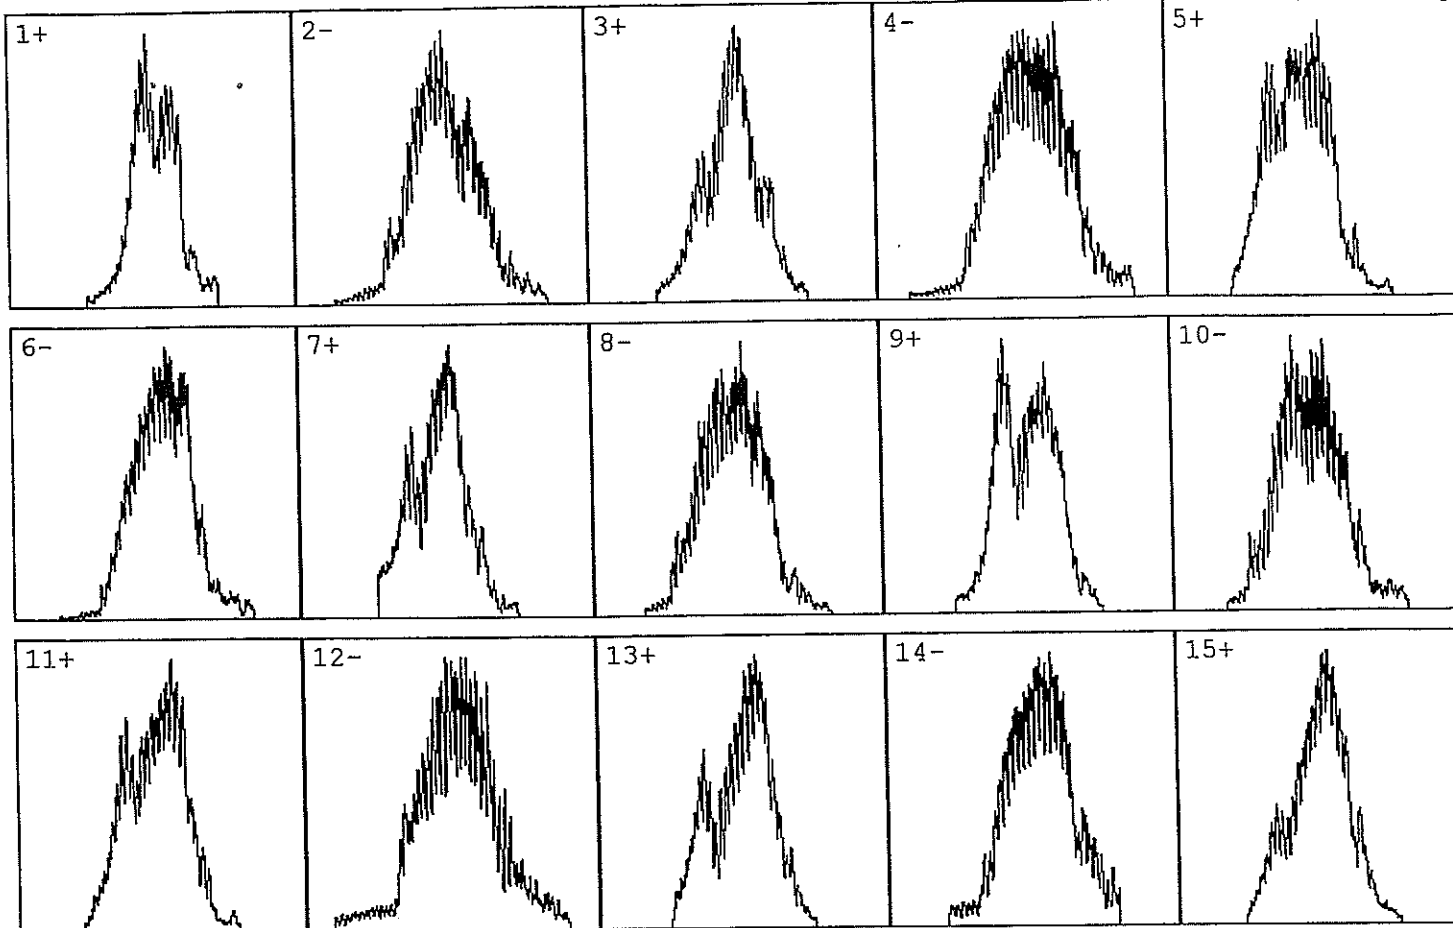 1+ 2- 3+ 4- 5+
6- 7+ 8- 9+ 10-
11+ 12- 13+ 14- 15+